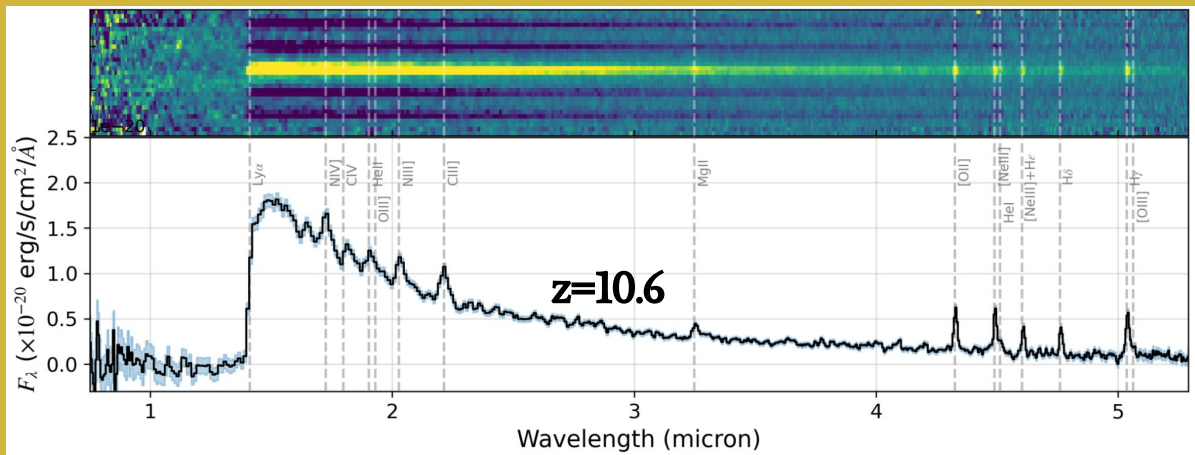 1e−20
2.5
2.0
1.5
1.0
0.5
0.0
F_λ (×10⁻²⁰ erg/s/cm²/Å)
Lyα
NIV]
CIV
HeII
OIII]
NIII]
CIII]
MgII
[OII]
[NeIII]
HeI
[NeIII]+Hε
Hδ
Hγ
[OIII]
z=10.6
1 2 3 4 5
Wavelength (micron)